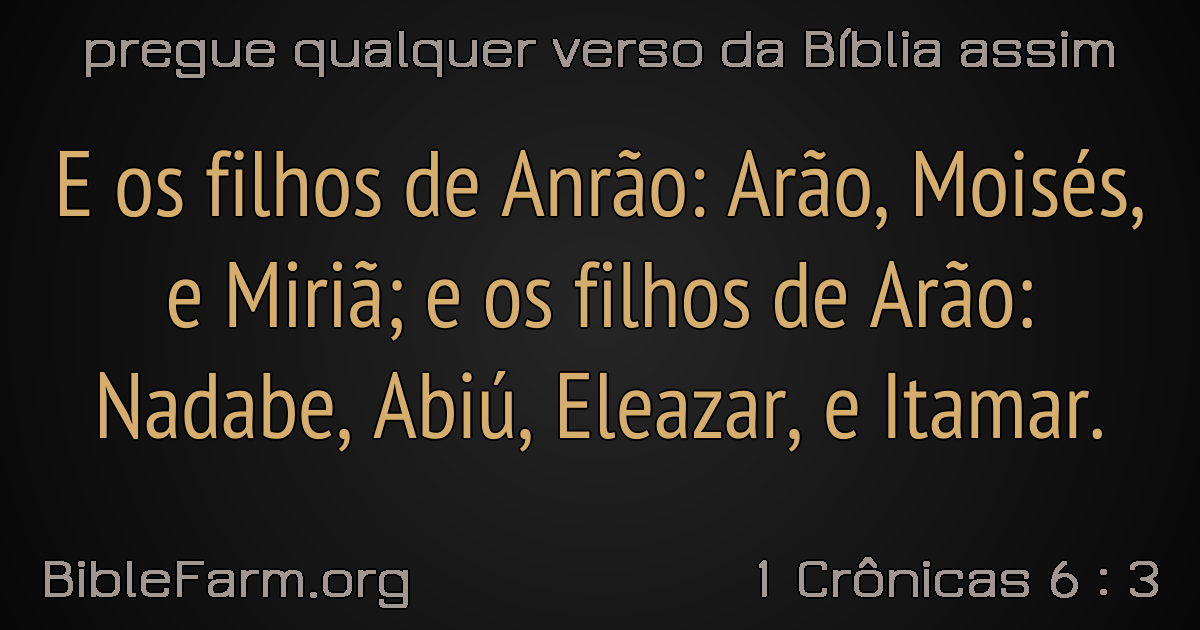 pregue qualquer verso da Bíblia assim
E os filhos de Anrão: Arão, Moisés,
e Miriã; e os filhos de Arão:
Nadabe, Abiú, Eleazar, e Itamar.
BibleFarm.org
1 Crônicas 6 : 3